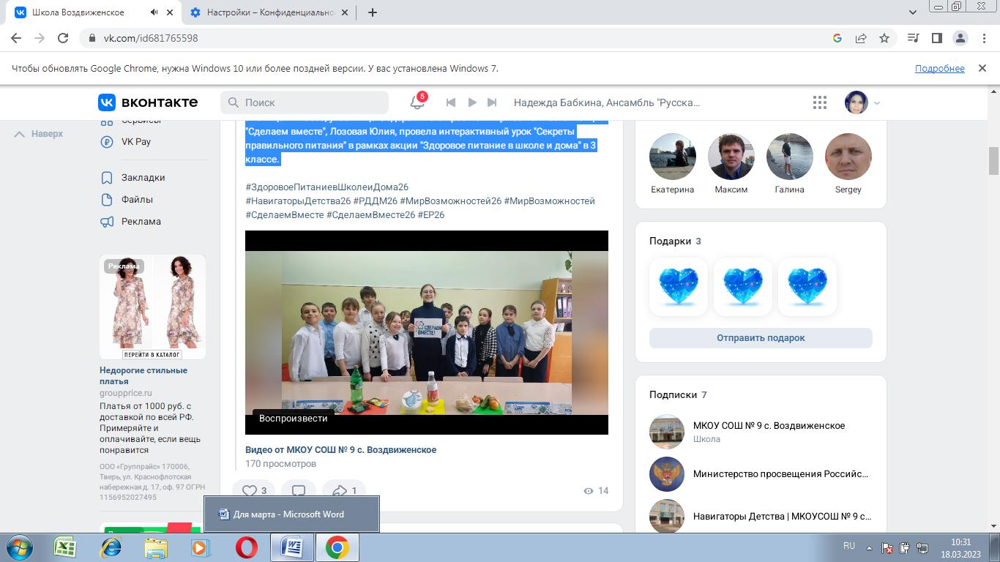 Школа Воздвиженское
Настройки – Конфиденциально
vk.com/id681765598
Чтобы обновлять Google Chrome, нужна Windows 10 или более поздней версии. У вас установлена Windows 7.
Подробнее
вконтакте
Поиск
5
Надежда Бабкина, Ансамбль "Русска...
Наверх
Сервисы
VK Pay
Закладки
Файлы
Реклама
Реклама
ПЕРЕЙТИ В КАТАЛОГ
Недорогие стильные
платья
groupprice.ru
Платья от 1000 руб. с
доставкой по всей РФ.
Примеряйте и
оплачивайте, если вещь
понравится
ООО «Группрайс» 170006,
Тверь, ул. Краснофлотская
набережная д. 17, оф. 97 ОГРН
1156952027495
"Сделаем вместе", Лозовая Юлия, провела интерактивный урок "Секреты
правильного питания" в рамках акции "Здоровое питание в школе и дома" в 3
классе.
#ЗдоровоеПитаниевШколеиДома26
#НавигаторыДетства26 #РДДМ26 #МирВозможностей26 #МирВозможностей
#СделаемВместе #СделаемВместе26 #ЕР26
СДЕЛАЕМ
ВМЕСТЕ!
Воспроизвести
Видео от МКОУ СОШ № 9 с. Воздвиженское
170 просмотров
3
1
14
Екатерина
Максим
Галина
Sergey
Подарки 3
Отправить подарок
Подписки 7
МКОУ СОШ № 9 с. Воздвиженское
Школа
Министерство просвещения Российс...
Навигаторы Детства | МКОУСОШ № 9 с...
Для марта - Microsoft Word
RU
10:31
18.03.2023